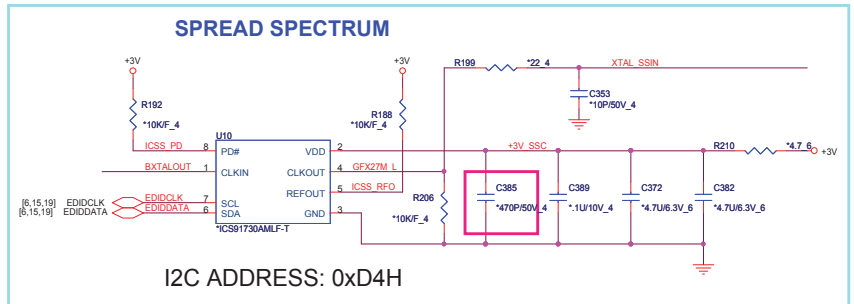 SPREAD SPECTRUM
+3V
+3V
R199
*22_4
XTAL_SSIN
C353
*10P/50V_4
R192
*10K/F_4
R188
*10K/F_4
U10
ICSS_PD
8
PD#
VDD
2
+3V_SSC
R210
*4.7_6
+3V
BXTALOUT
1
CLKIN
CLKOUT
4
GFX27M_L
REFOUT
5
ICSS_RFO
[6,15,19] EDIDCLK
7
SCL
[6,15,19] EDIDDATA
EDIDDATA
6
SDA
GND
3
*ICS91730AMLF-T
R206
*10K/F_4
C385
*470P/50V_4
C389
*.1U/10V_4
C372
*4.7U/6.3V_6
C382
*4.7U/6.3V_6
EDIDCLK
I2C ADDRESS: 0xD4H